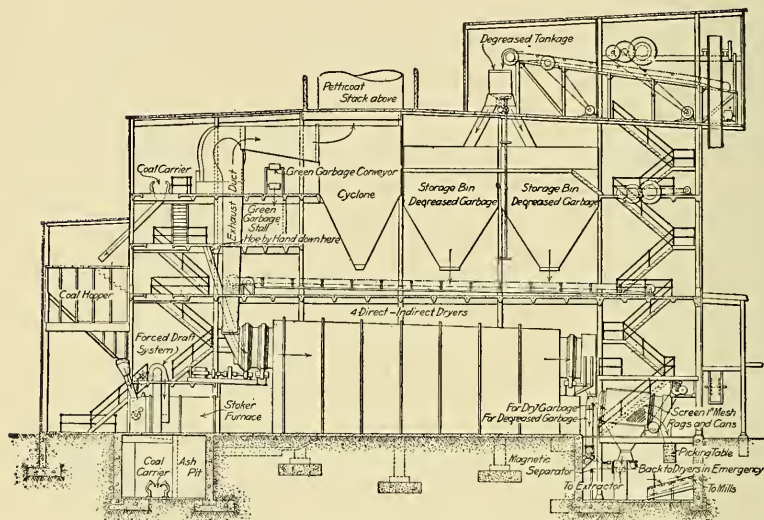 Degreased Tankage
Petticoat
Stack above
Coal Carrier
Exhaust Duct
Green Garbage Conveyor
Cyclone
Storage Bin
Degreased Garbage
Storage Bin
Degreased Garbage
Green
Garbage
Stall
Hoe by Hand down here
Coal Hopper
4-Direct-Indirect Dryers
Forced Draft
System
Stoker
Furnace
For Dry Garbage
For Degreased Garbage
Screen 1" Mesh
Rags and Cans
Coal
Carrier
Ash
Pit
Magnetic
Separator
Picking Table
Back to Dryers in Emergency
To Extractor
To Mills